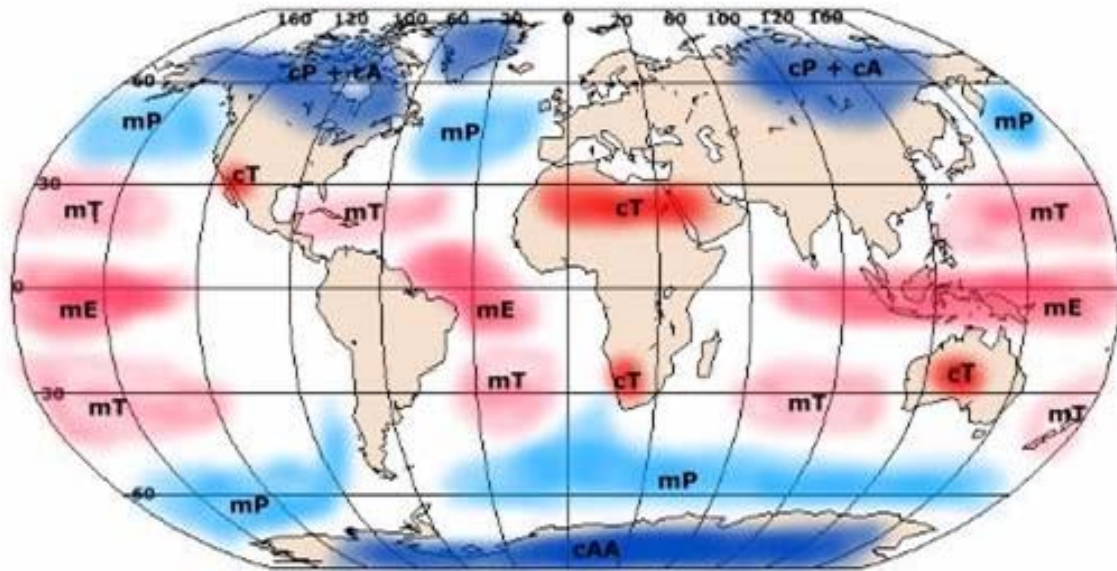 160 120 100 60 20 0 20 60 100 120 160
cP + cA cP + cA
60
mP mP mP
cT
30
mT mT cT mT
0
mE mE mE
cT cT
mT mT mT mT
30
60
mP mP
cAA